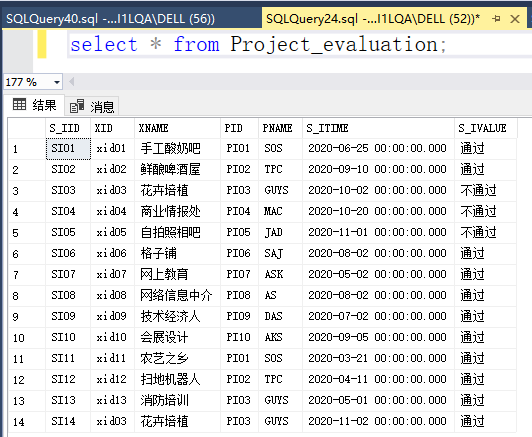 SQLQuery40.sql -...I1LQA\DELL (56)) SQLQuery24.sql -...I1LQA\DELL (52))*
select * from Project_evaluation;
177 %
结果 消息
S_IID XID XNAME PID PNAME S_ITIME S_IVALUE
1 SI01 xid01 手工酸奶吧 PI01 SOS 2020-06-25 00:00:00.000 通过
2 SI02 xid02 鲜酿啤酒屋 PI02 TPC 2020-09-10 00:00:00.000 通过
3 SI03 xid03 花卉培植 PI03 GUYS 2020-10-02 00:00:00.000 不通过
4 SI04 xid04 商业情报处 PI04 MAC 2020-10-20 00:00:00.000 不通过
5 SI05 xid05 自拍照相吧 PI05 JAD 2020-11-01 00:00:00.000 不通过
6 SI06 xid06 格子铺 PI06 SAJ 2020-08-02 00:00:00.000 通过
7 SI07 xid07 网上教育 PI07 ASK 2020-05-02 00:00:00.000 通过
8 SI08 xid08 网络信息中介 PI08 AS 2020-08-02 00:00:00.000 通过
9 SI09 xid09 技术经济人 PI09 DAS 2020-07-02 00:00:00.000 通过
10 SI10 xid10 会展设计 PI10 AKS 2020-09-05 00:00:00.000 通过
11 SI11 xid11 农艺之乡 PI01 SOS 2020-03-21 00:00:00.000 通过
12 SI12 xid12 扫地机器人 PI02 TPC 2020-04-11 00:00:00.000 通过
13 SI13 xid13 消防培训 PI03 GUYS 2020-05-01 00:00:00.000 通过
14 SI14 xid03 花卉培植 PI03 GUYS 2020-11-02 00:00:00.000 通过